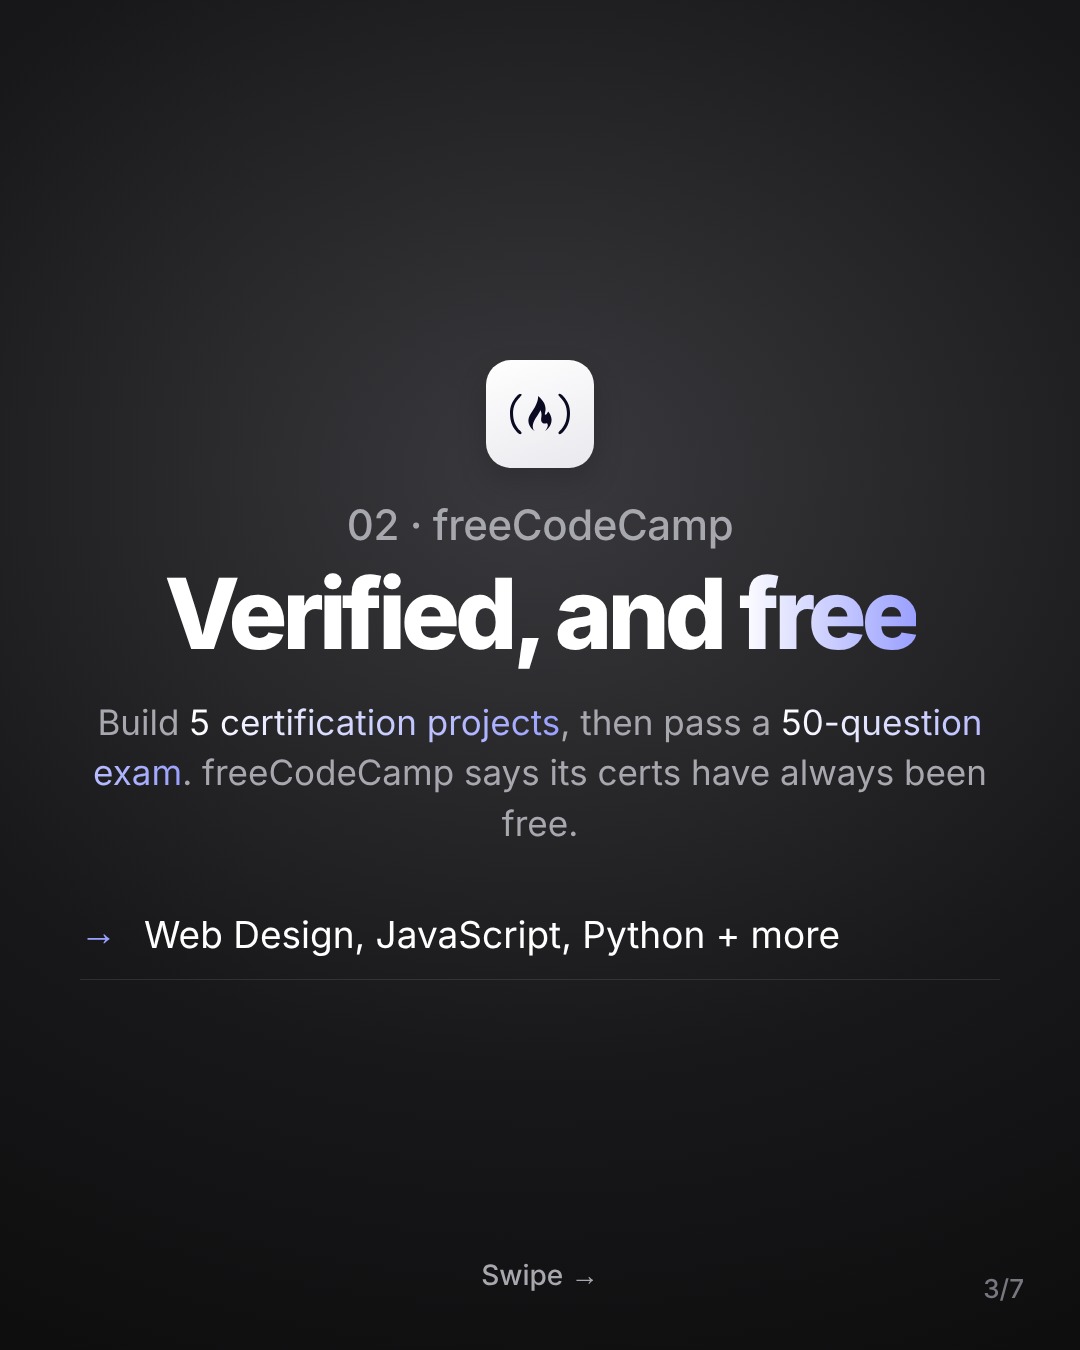 02 · freeCodeCamp
Verified, and free
Build 5 certification projects, then pass a 50-question
exam. freeCodeCamp says its certs have always been
free.
→ Web Design, JavaScript, Python + more
Swipe →
3/7